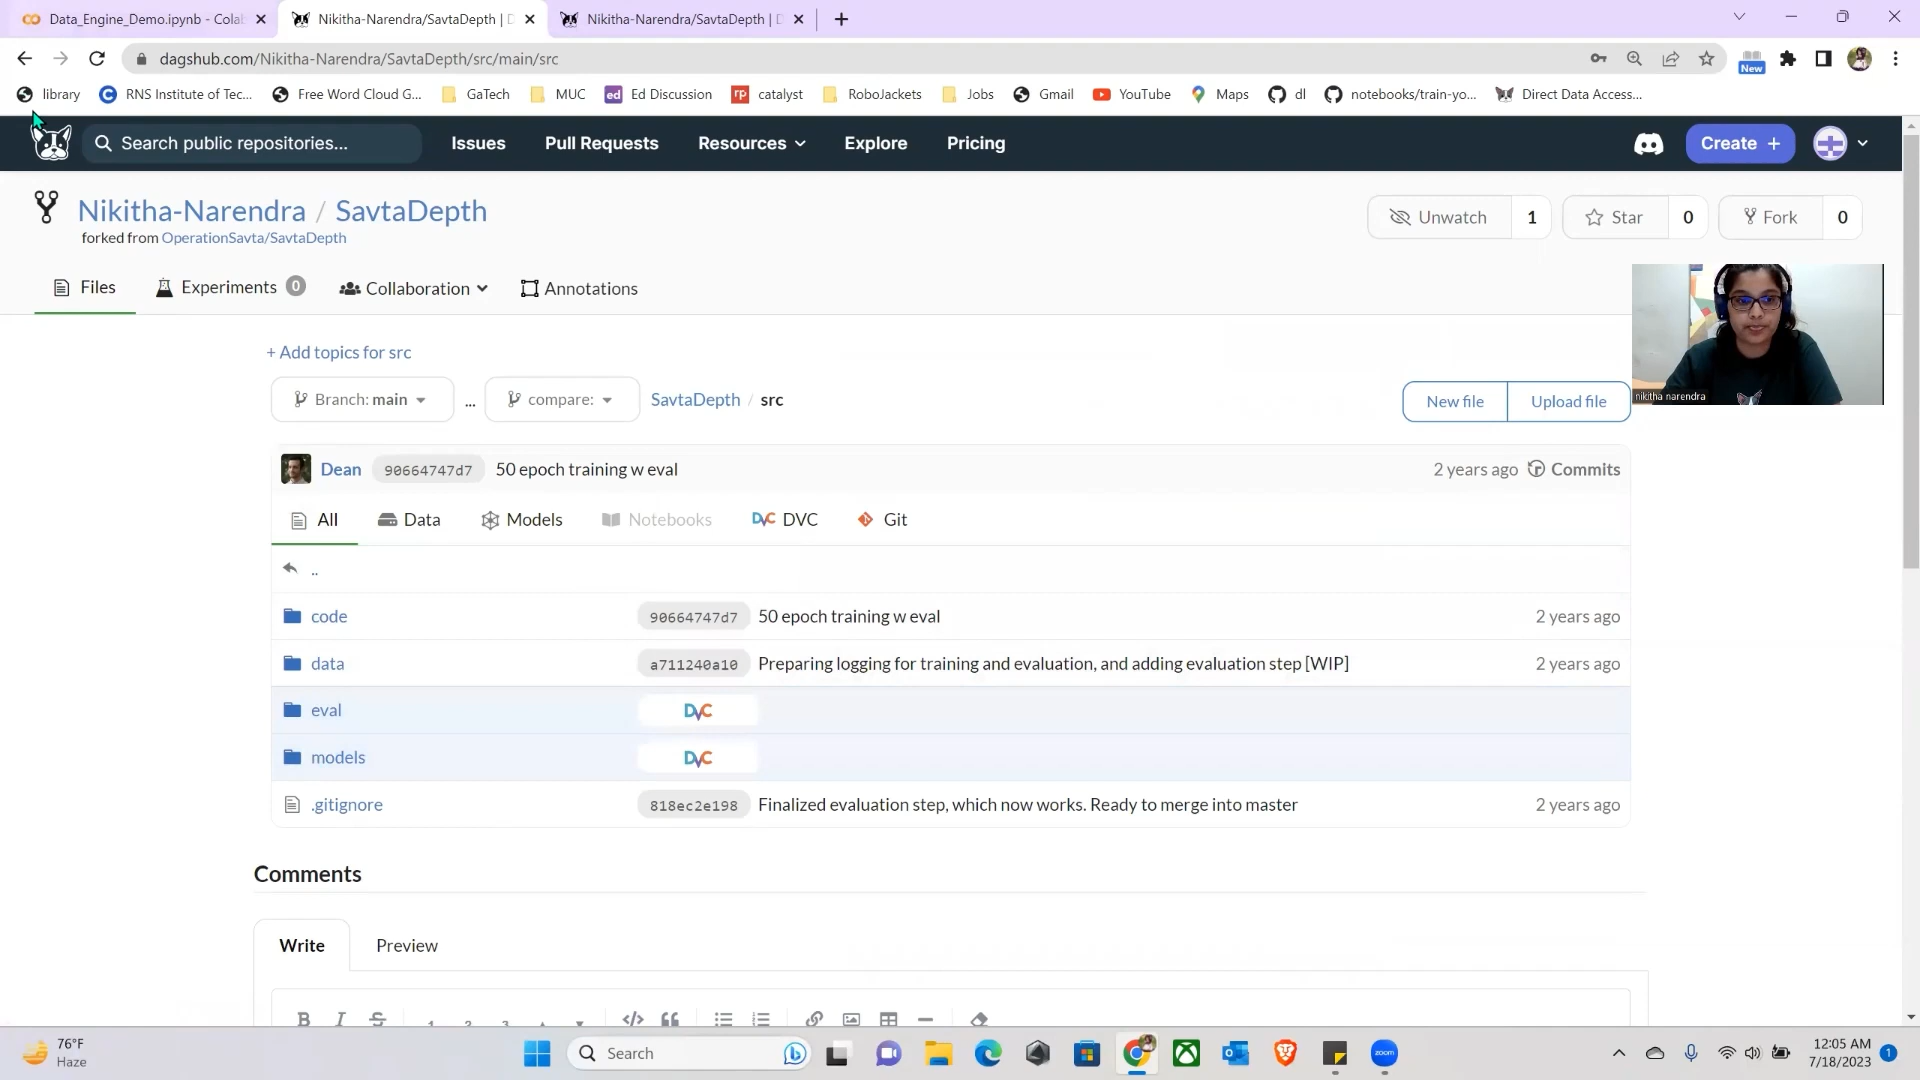 Data_Engine_Demo.ipynb - Colab
Nikitha-Narendra/SavtaDepth | D
Nikitha-Narendra/SavtaDepth | D
dagshub.com/Nikitha-Narendra/SavtaDepth/src/main/src
New
library
RNS Institute of Tec...
Free Word Cloud G...
GaTech
MUC
ed Ed Discussion
rp catalyst
RoboJackets
Jobs
Gmail
YouTube
Maps
dl
notebooks/train-yo...
Direct Data Access...
Search public repositories...
Issues
Pull Requests
Resources
Explore
Pricing
Create +
Nikitha-Narendra / SavtaDepth
forked from OperationSavta/SavtaDepth
Unwatch 1
Star 0
Fork 0
Files
Experiments 0
Collaboration
Annotations
nikitha narendra
+ Add topics for src
Branch: main
...
compare:
SavtaDepth / src
New file
Upload file
Dean 90664747d7 50 epoch training w eval
2 years ago Commits
All
Data
Models
Notebooks
DVC DVC
Git
..
code 90664747d7 50 epoch training w eval 2 years ago
data a711240a10 Preparing logging for training and evaluation, and adding evaluation step [WIP] 2 years ago
eval DVC
models DVC
.gitignore 818ec2e198 Finalized evaluation step, which now works. Ready to merge into master 2 years ago
Comments
Write
Preview
B I S
76°F
Haze
Search
zoom
12:05 AM
7/18/2023
1